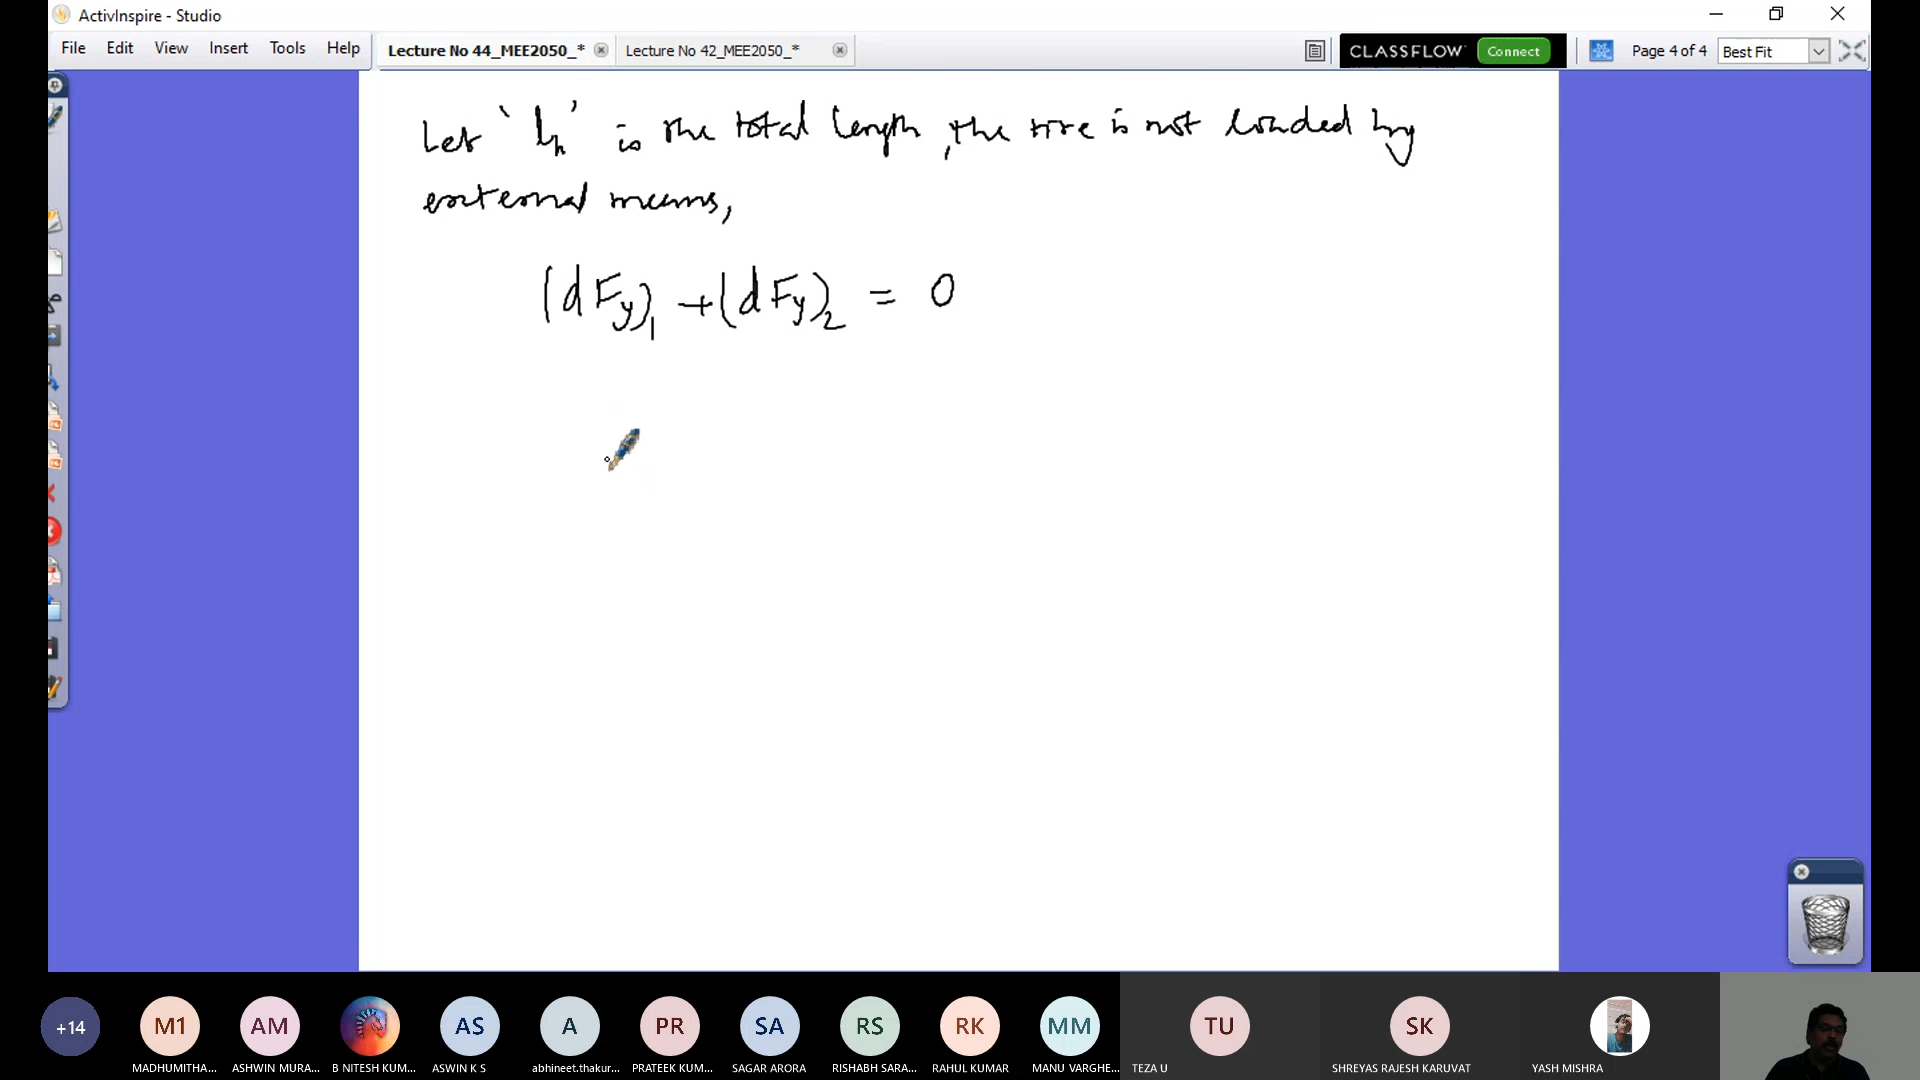 ActivInspire - Studio
File Edit View Insert Tools Help
Lecture No 44_MEE2050_*
Lecture No 42_MEE2050_*
CLASSFLOW
Connect
Page 4 of 4
Best Fit
Let 'lh' is the total length, the tire is not loaded by
external means,
(dFy)1 + (dFy)2 = 0
+14
M1
AM
AS
A
PR
SA
RS
RK
MM
TU
SK
MADHUMITHA...
ASHWIN MURA...
B NITESH KUM...
ASWIN K S
abhineet.thakur...
PRATEEK KUM...
SAGAR ARORA
RISHABH SARA...
RAHUL KUMAR
MANU VARGHE...
TEZA U
SHREYAS RAJESH KARUVAT
YASH MISHRA